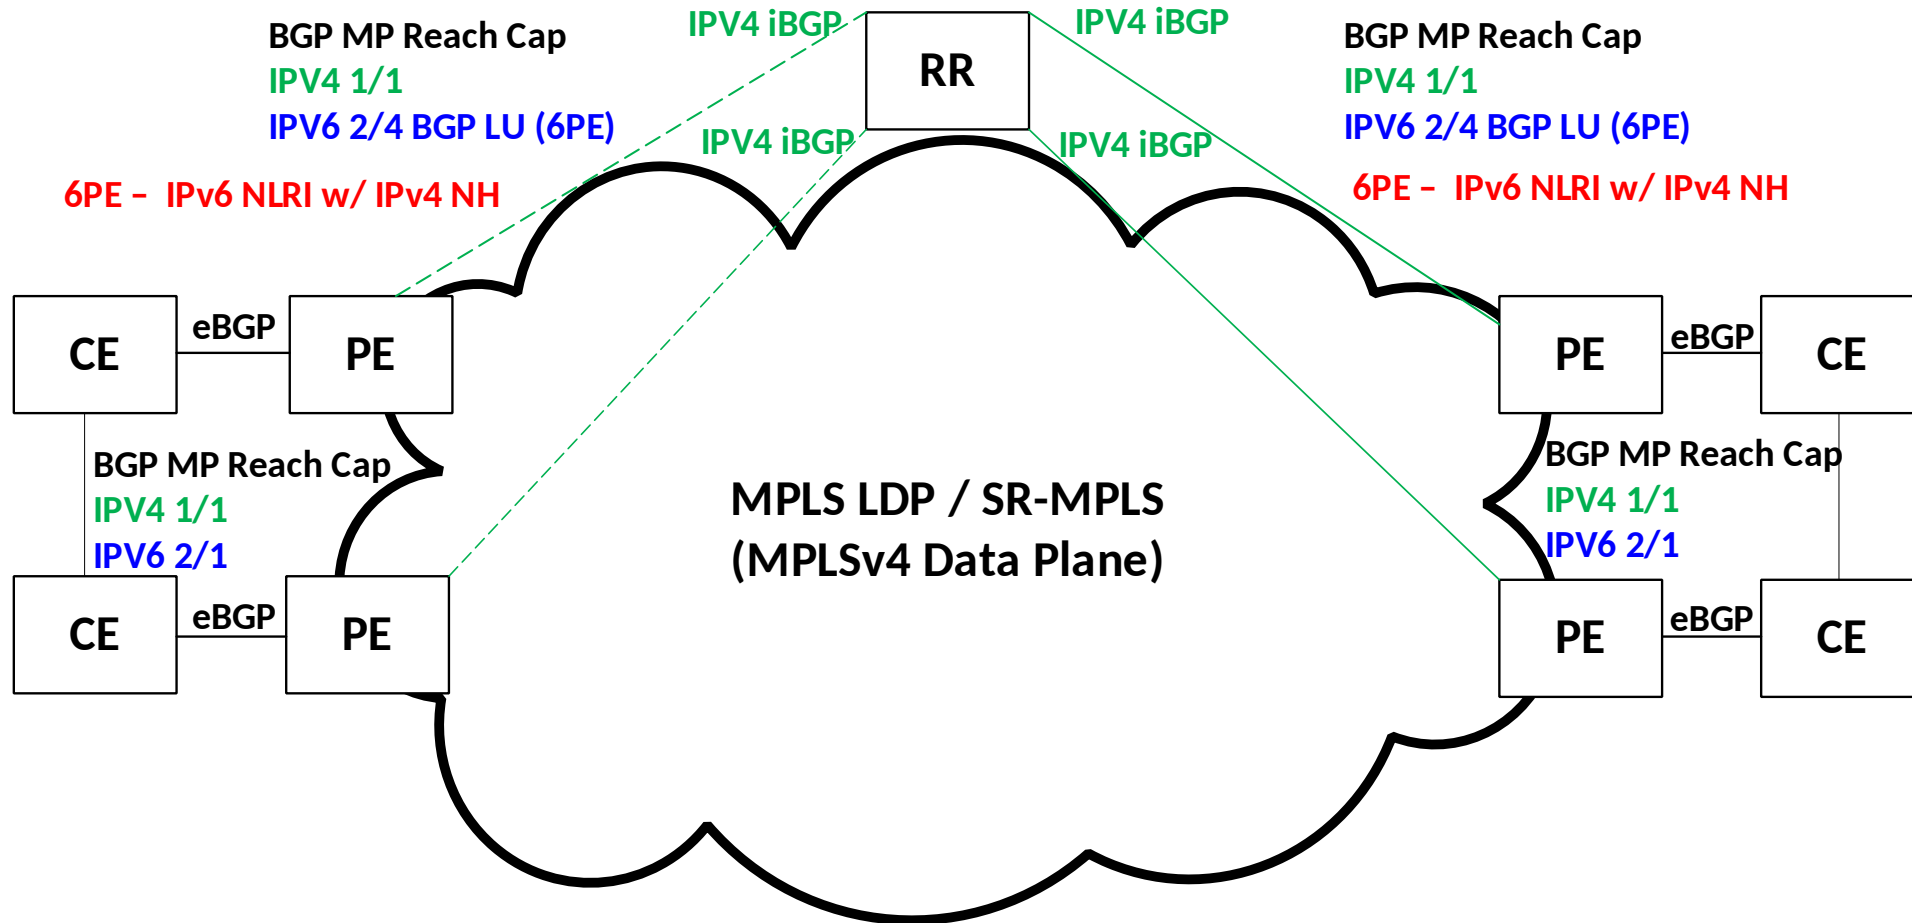 IPV4 iBGP
IPV4 iBGP
BGP MP Reach Cap
IPV4 1/1
IPV6 2/4 BGP LU (6PE)
RR
BGP MP Reach Cap
IPV4 1/1
IPV6 2/4 BGP LU (6PE)
IPV4 iBGP
IPV4 iBGP
6PE – IPv6 NLRI w/ IPv4 NH
6PE – IPv6 NLRI w/ IPv4 NH
CE
eBGP
PE
PE
eBGP
CE
BGP MP Reach Cap
IPV4 1/1
IPV6 2/1
MPLS LDP / SR-MPLS
(MPLSv4 Data Plane)
BGP MP Reach Cap
IPV4 1/1
IPV6 2/1
CE
eBGP
PE
PE
eBGP
CE